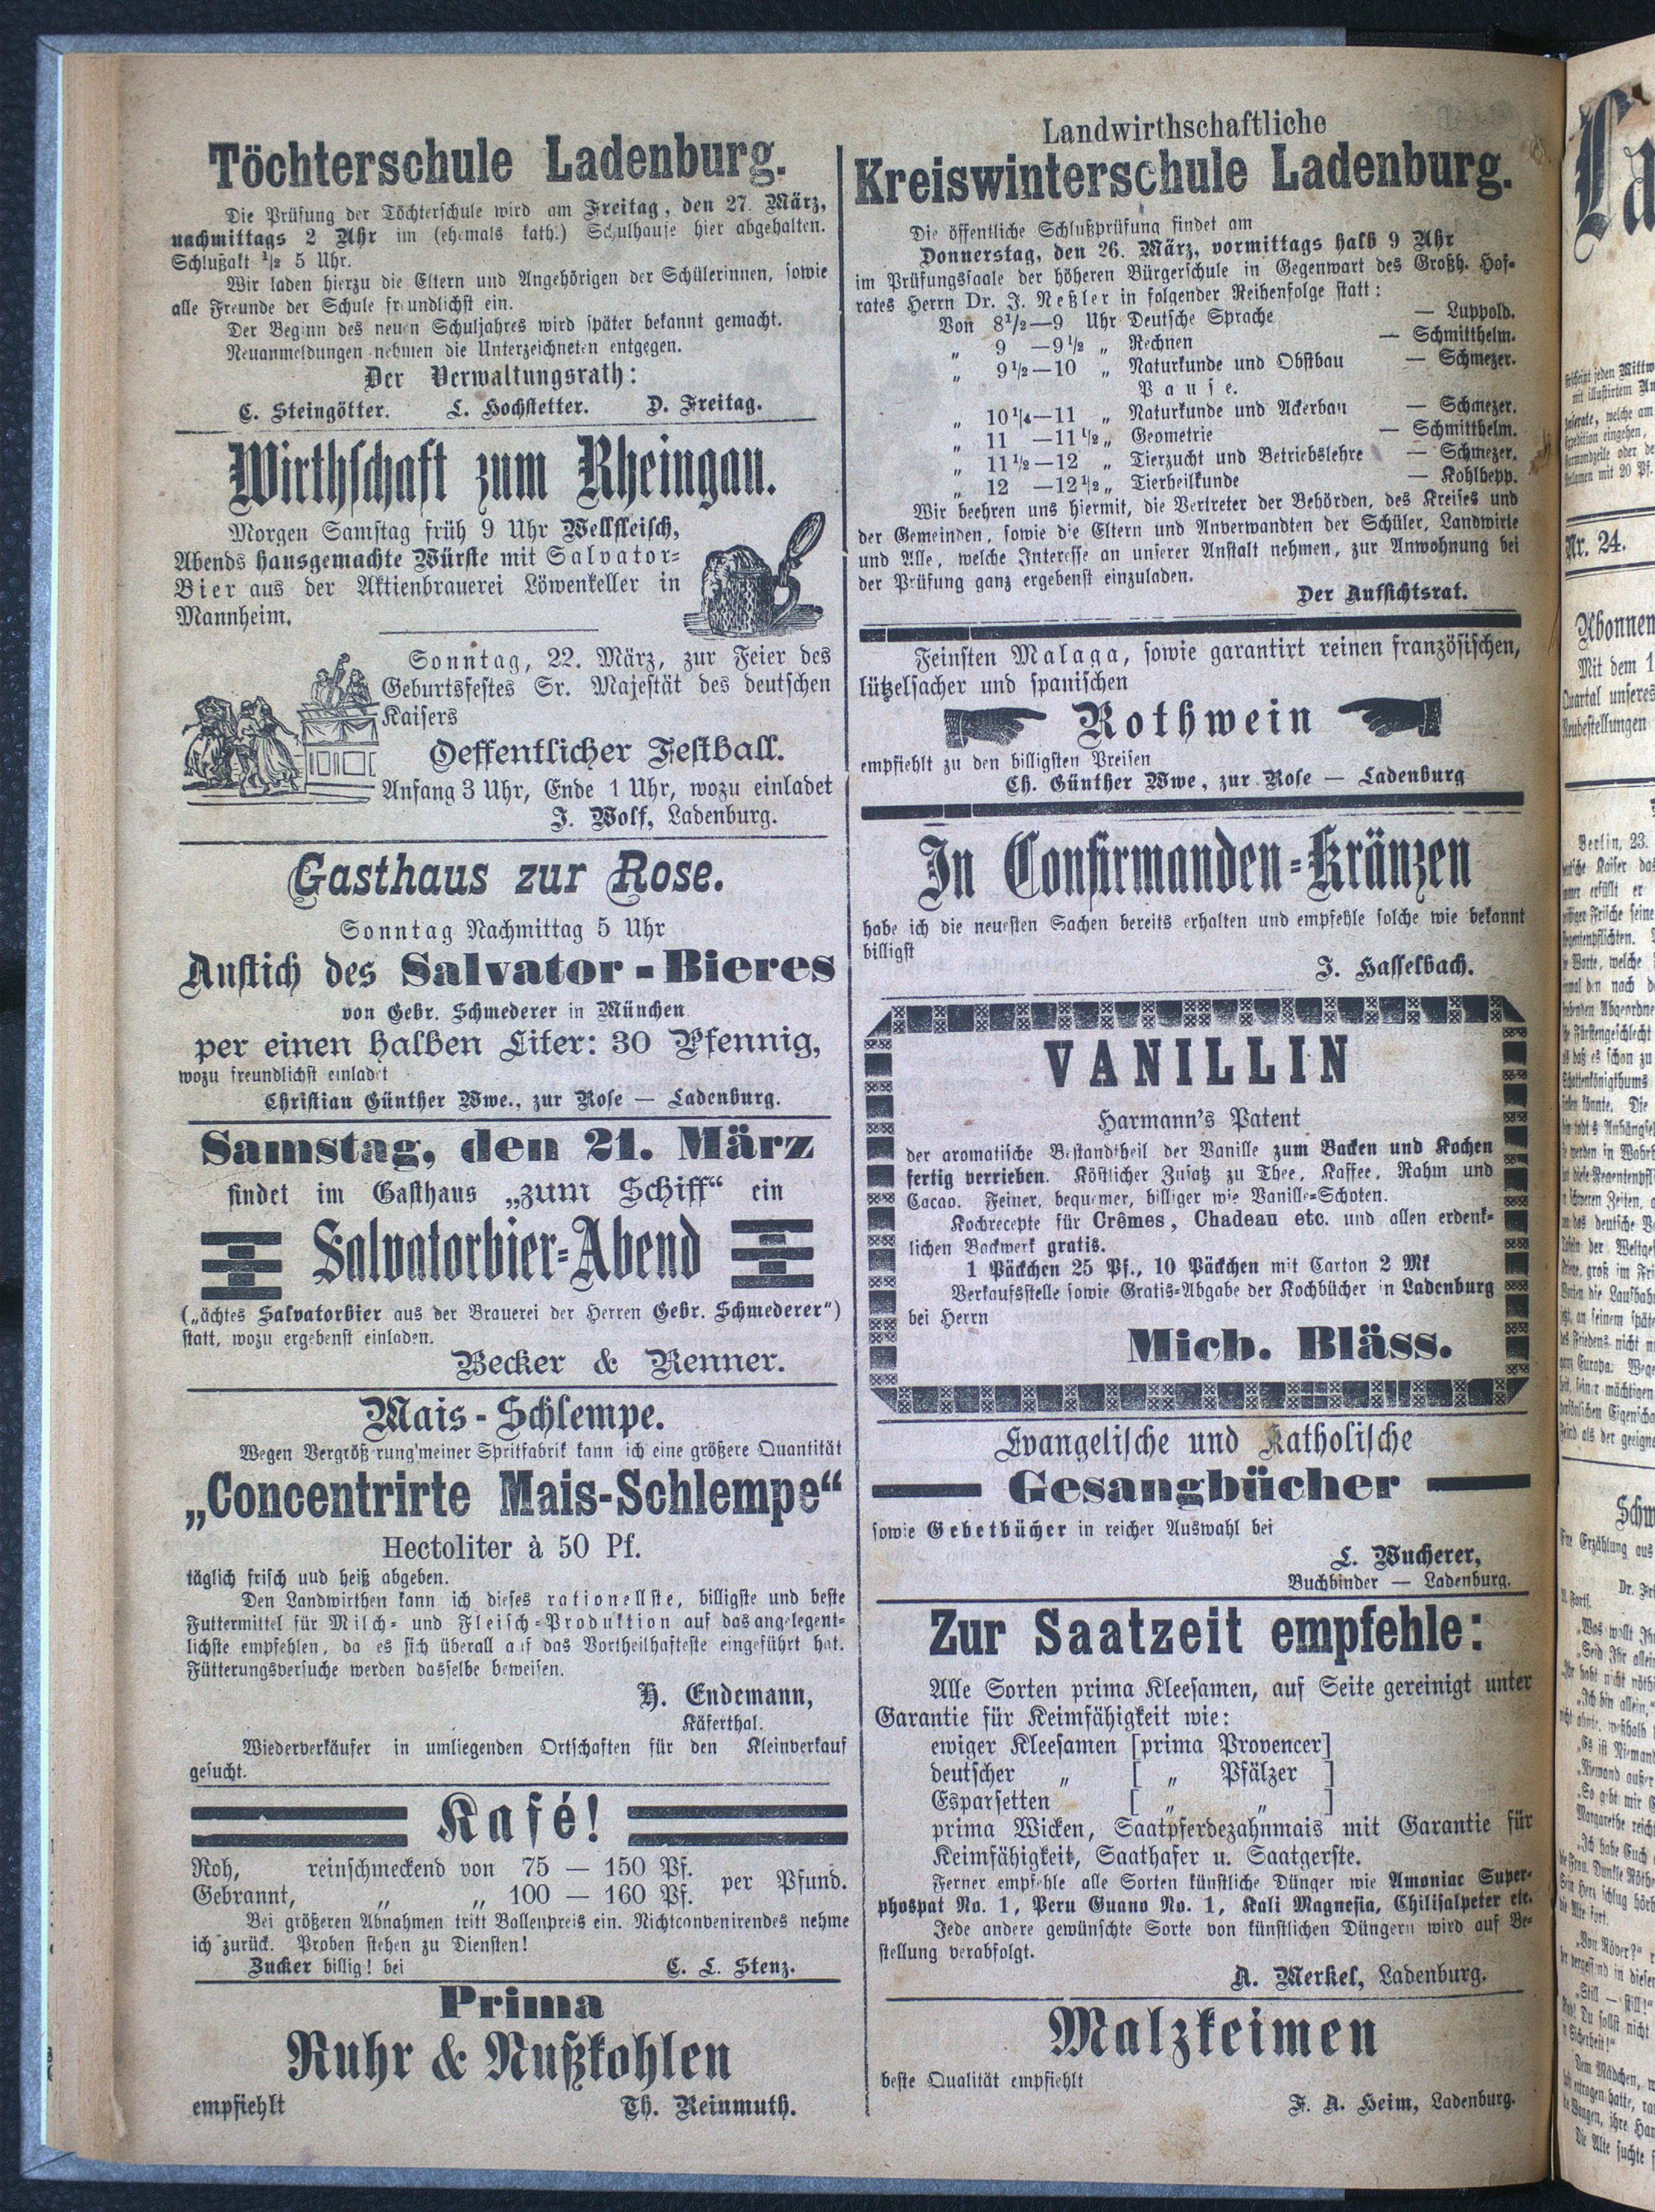 Töchterschule Ladenburg.
Die Prüfung der Töchterschule wird am Freitag, den 27. März,
nachmittags 2 Uhr im (ehemals kath.) Schulhause hier abgehalten.
Schlußakt 1/2 5 Uhr.
Wir laden hierzu die Eltern und Angehörigen der Schülerinnen, sowie
alle Freunde der Schule freundlichst ein.
Der Beginn des neuen Schuljahres wird später bekannt gemacht.
Neuanmeldungen nehmen die Unterzeichneten entgegen.
Der Verwaltungsrath:
C. Steingötter. L. Hochstetter. D. Freitag.
Wirthschaft zum Rheingau.
Morgen Samstag früh 9 Uhr Wellfleisch,
Abends hausgemachte Würste mit Salvator-
Bier aus der Aktienbrauerei Löwenkeller in
Mannheim.
Sonntag, 22. März, zur Feier des
Geburtsfestes Sr. Majestät des deutschen
Kaisers
Oeffentlicher Festball.
Anfang 3 Uhr, Ende 1 Uhr, wozu einladet
J. Wolf, Ladenburg.
Gasthaus zur Rose.
Sonntag Nachmittag 5 Uhr
Anstich des Salvator-Bieres
von Gebr. Schmederer in München
per einen halben Liter: 30 Pfennig,
wozu freundlichst einladet
Christian Günther Wwe., zur Rose — Ladenburg.
Samstag, den 21. März
findet im Gasthaus „zum Schiff“ ein
Salvatorbier-Abend
(„ächtes Salvatorbier aus der Brauerei der Herren Gebr. Schmederer“)
statt, wozu ergebenst einladen.
Becker & Renner.
Mais-Schlempe.
Wegen Vergrößerung meiner Spritfabrik kann ich eine größere Quantität
„Concentrirte Mais-Schlempe“
Hectoliter à 50 Pf.
täglich frisch und heiß abgeben.
Den Landwirthen kann ich dieses rationellste, billigste und beste
Futtermittel für Milch- und Fleisch-Produktion auf das angelegent-
lichste empfehlen, da es sich überall auf das Vortheilhafteste eingeführt hat.
Fütterungsversuche werden dasselbe beweisen.
H. Endemann,
Käferthal.
Wiederverkäufer in umliegenden Ortschaften für den Kleinverkauf
gesucht.
Kafé!
Roh, reinschmeckend von 75 — 150 Pf. per Pfund.
Gebrannt, „ „ 100 — 160 Pf.
Bei größeren Abnahmen tritt Ballenpreis ein. Nichtconvenirendes nehme
ich zurück. Proben stehen zu Diensten!
Zucker billig! bei C. L. Stenz.
Prima
Ruhr & Nußkohlen
empfiehlt Th. Reinmuth.
Landwirthschaftliche
Kreiswinterschule Ladenburg.
Die öffentliche Schlußprüfung findet am
Donnerstag, den 26. März, vormittags halb 9 Uhr
im Prüfungssaale der höheren Bürgerschule in Gegenwart des Großh. Hof-
rates Herrn Dr. J. Neßler in folgender Reihenfolge statt:
Von 8 1/2—9 Uhr Deutsche Sprache — Luppold.
„ 9 —9 1/2 „ Rechnen — Schmitthelm.
„ 9 1/2—10 „ Naturkunde und Obstbau — Schmezer.
Pause.
„ 10 1/4—11 „ Naturkunde und Ackerbau — Schmezer.
„ 11 —11 1/2 „ Geometrie — Schmitthelm.
„ 11 1/2—12 „ Tierzucht und Betriebslehre — Schmezer.
„ 12 —12 1/2 „ Tierheilkunde — Kohlhepp.
Wir beehren uns hiermit, die Vertreter der Behörden, des Kreises und
der Gemeinden, sowie die Eltern und Anverwandten der Schüler, Landwirte
und Alle, welche Interesse an unserer Anstalt nehmen, zur Anwohnung bei
der Prüfung ganz ergebenst einzuladen.
Der Aufsichtsrat.
Feinsten Malaga, sowie garantirt reinen französischen,
lützelsacher und spanischen
Rothwein
empfiehlt zu den billigsten Preisen
Ch. Günther Wwe, zur Rose — Ladenburg
In Confirmanden-Kränzen
habe ich die neuesten Sachen bereits erhalten und empfehle solche wie bekannt
billigst
J. Hasselbach.
VANILLIN
Harmann's Patent
der aromatische Bestandtheil der Vanille zum Backen und Kochen
fertig verrieben. Köstlicher Zusatz zu Thee, Kaffee, Rahm und
Cacao. Feiner, bequemer, billiger wie Vanille-Schoten.
Kochrecepte für Crêmes, Chadeau etc. und allen erdenk-
lichen Backwerk gratis.
1 Päckchen 25 Pf., 10 Päckchen mit Carton 2 Mk
Verkaufsstelle sowie Gratis-Abgabe der Kochbücher in Ladenburg
bei Herrn
Mich. Bläss.
Evangelische und Katholische
Gesangbücher
sowie Gebetbücher in reicher Auswahl bei
L. Wucherer,
Buchbinder — Ladenburg.
Zur Saatzeit empfehle:
Alle Sorten prima Kleesamen, auf Seite gereinigt unter
Garantie für Keimfähigkeit wie:
ewiger Kleesamen [prima Provencer]
deutscher „ [ „ Pfälzer ]
Esparsetten [ „ „ ]
prima Wicken, Saatpferdezahnmais mit Garantie für
Keimfähigkeit, Saathafer u. Saatgerste.
Ferner empfehle alle Sorten künstliche Dünger wie Amoniac Super-
phospat No. 1, Peru Guano No. 1, Kali Magnesia, Chilisalpeter etc.
Jede andere gewünschte Sorte von künstlichen Düngern wird auf Be-
stellung verabfolgt.
A. Merkel, Ladenburg.
Malzkeimen
beste Qualität empfiehlt
F. A. Heim, Ladenburg.
Nr. 24.
Mit dem 1
Quartal unseres
Berlin, 23.